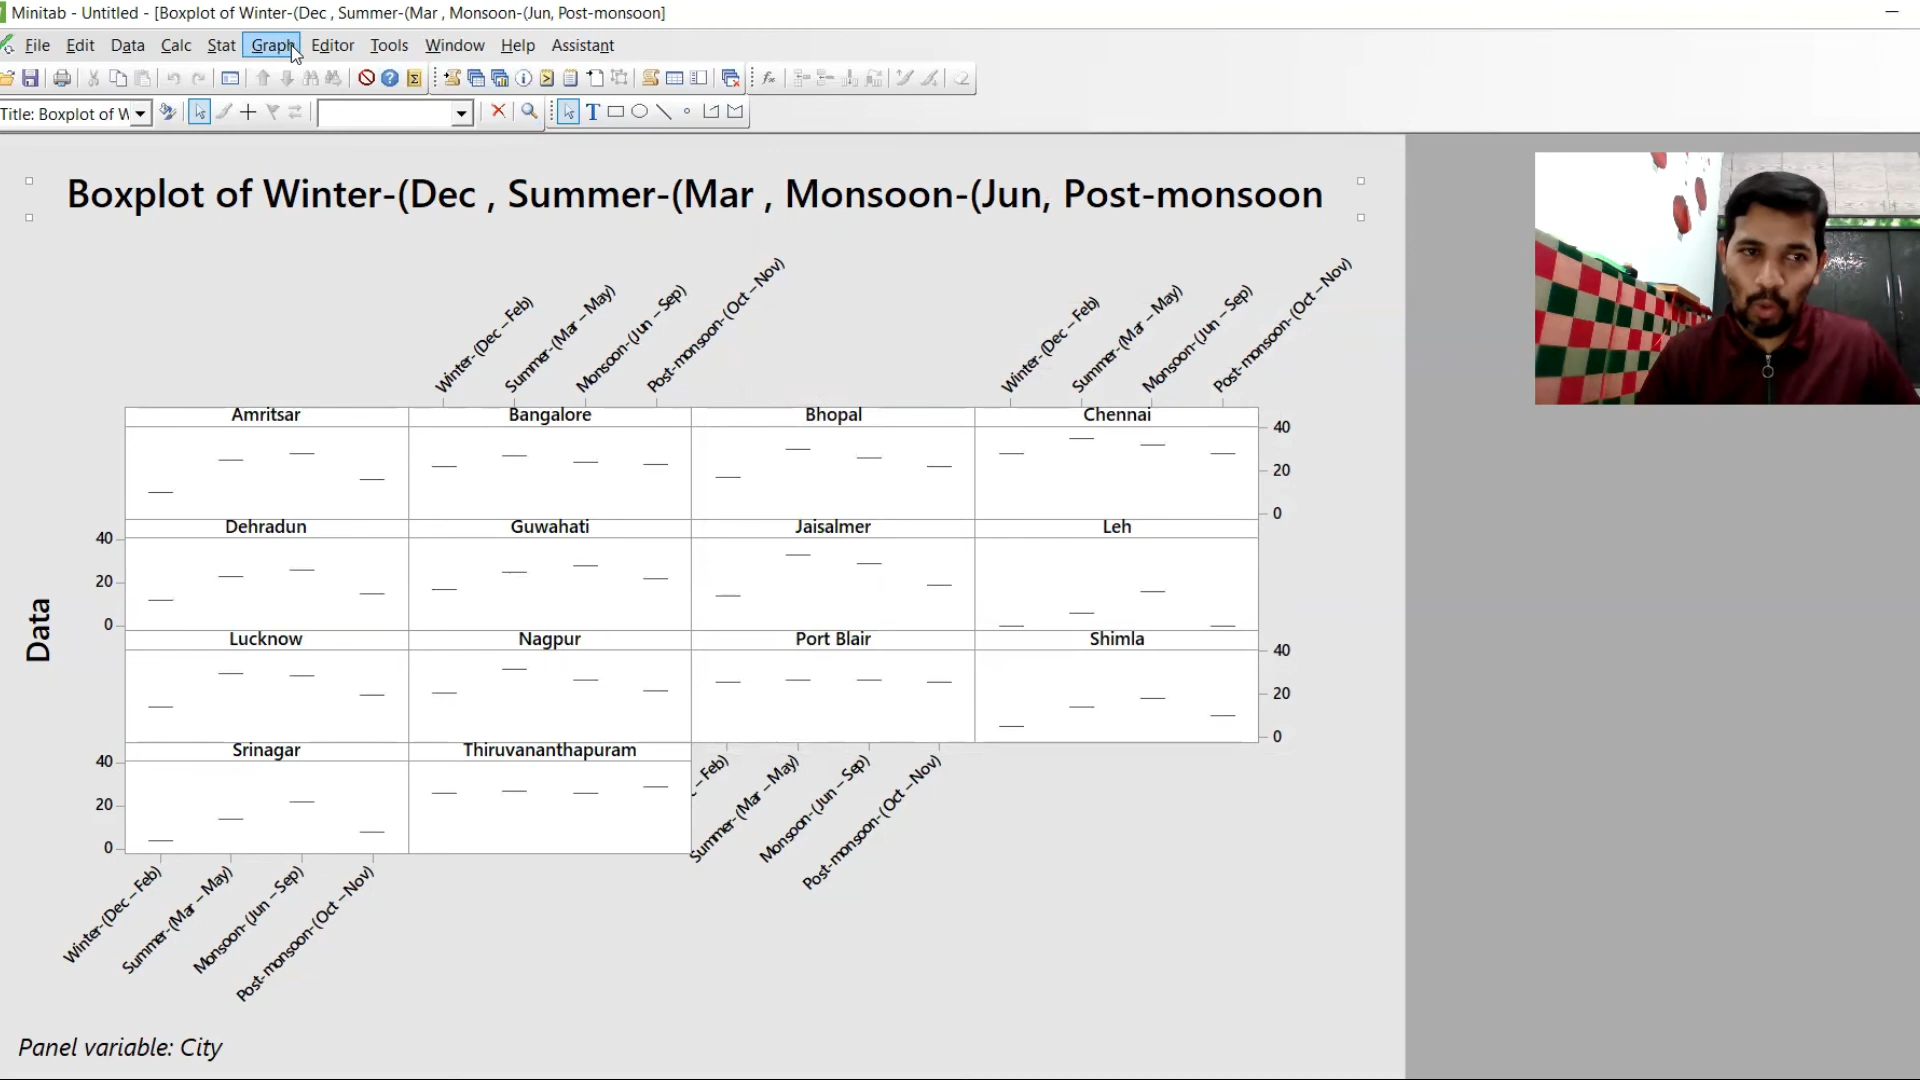 Minitab - Untitled - [Boxplot of Winter-(Dec , Summer-(Mar , Monsoon-(Jun, Post-monsoon]
File Edit Data Calc Stat Graph Editor Tools Window Help Assistant
Title: Boxplot of W
Boxplot of Winter-(Dec , Summer-(Mar , Monsoon-(Jun, Post-monsoon
Winter-(Dec – Feb) Summer-(Mar – May) Monsoon-(Jun – Sep) Post-monsoon-(Oct – Nov) Winter-(Dec – Feb) Summer-(Mar – May) Monsoon-(Jun – Sep) Post-monsoon-(Oct – Nov)
Amritsar Bangalore Bhopal Chennai
40
20
0
Dehradun Guwahati Jaisalmer Leh
40
20
0
Data
Lucknow Nagpur Port Blair Shimla
40
20
0
Srinagar Thiruvananthapuram
40
20
0
– Feb) Summer-(Mar – May) Monsoon-(Jun – Sep) Post-monsoon-(Oct – Nov)
Winter-(Dec – Feb) Summer-(Mar – May) Monsoon-(Jun – Sep) Post-monsoon-(Oct – Nov)
Panel variable: City